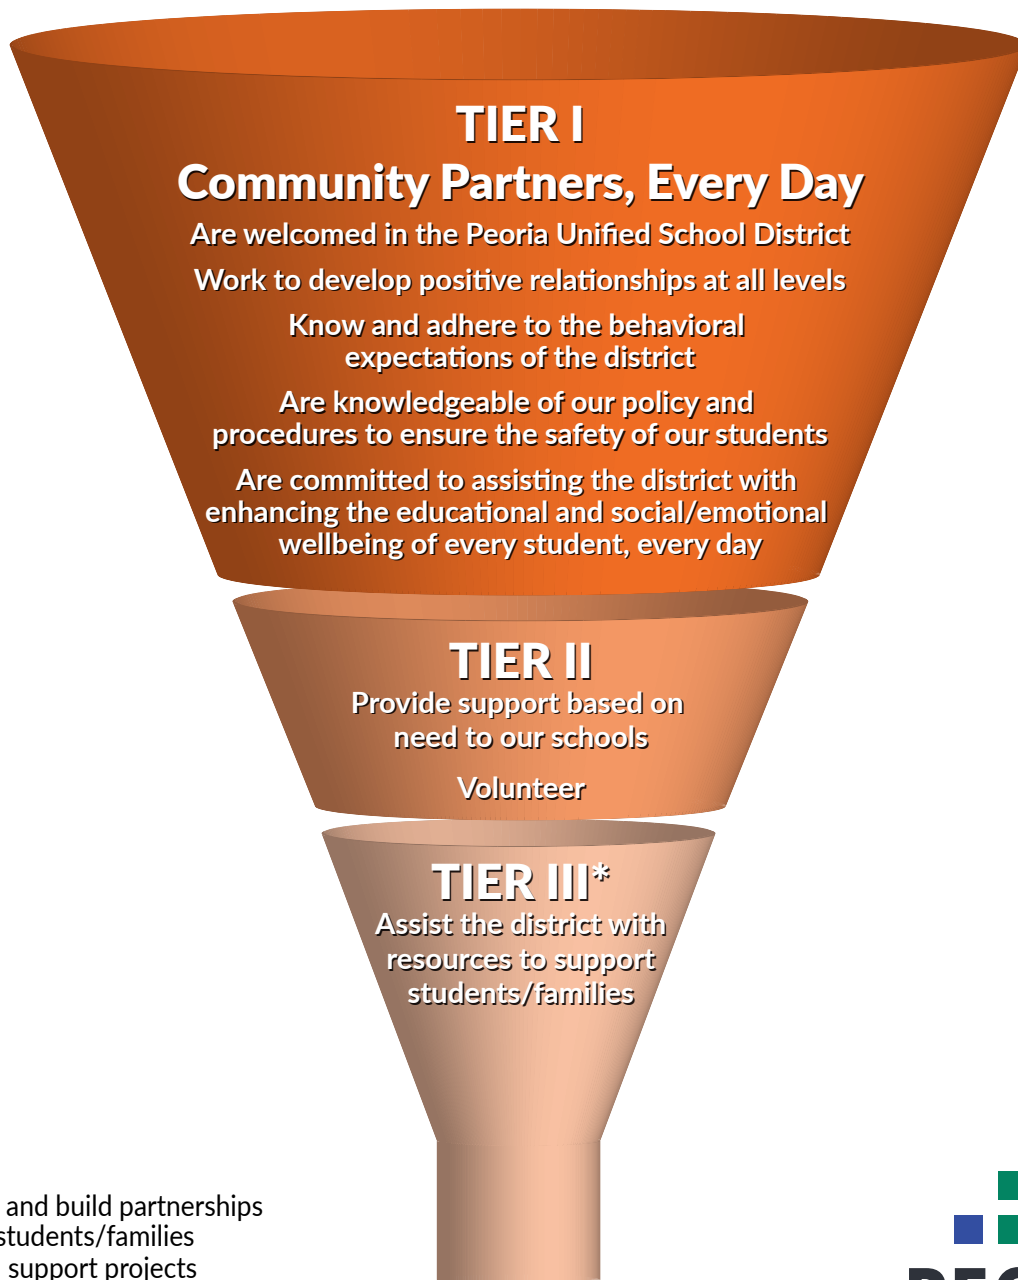 TIER I
Community Partners, Every Day
Are welcomed in the Peoria Unified School District
Work to develop positive relationships at all levels
Know and adhere to the behavioral
expectations of the district
Are knowledgeable of our policy and
procedures to ensure the safety of our students
Are committed to assisting the district with
enhancing the educational and social/emotional
wellbeing of every student, every day
TIER II
Provide support based on
need to our schools
Volunteer
TIER III*
Assist the district with
resources to support
students/families
and build partnerships
students/families
support projects